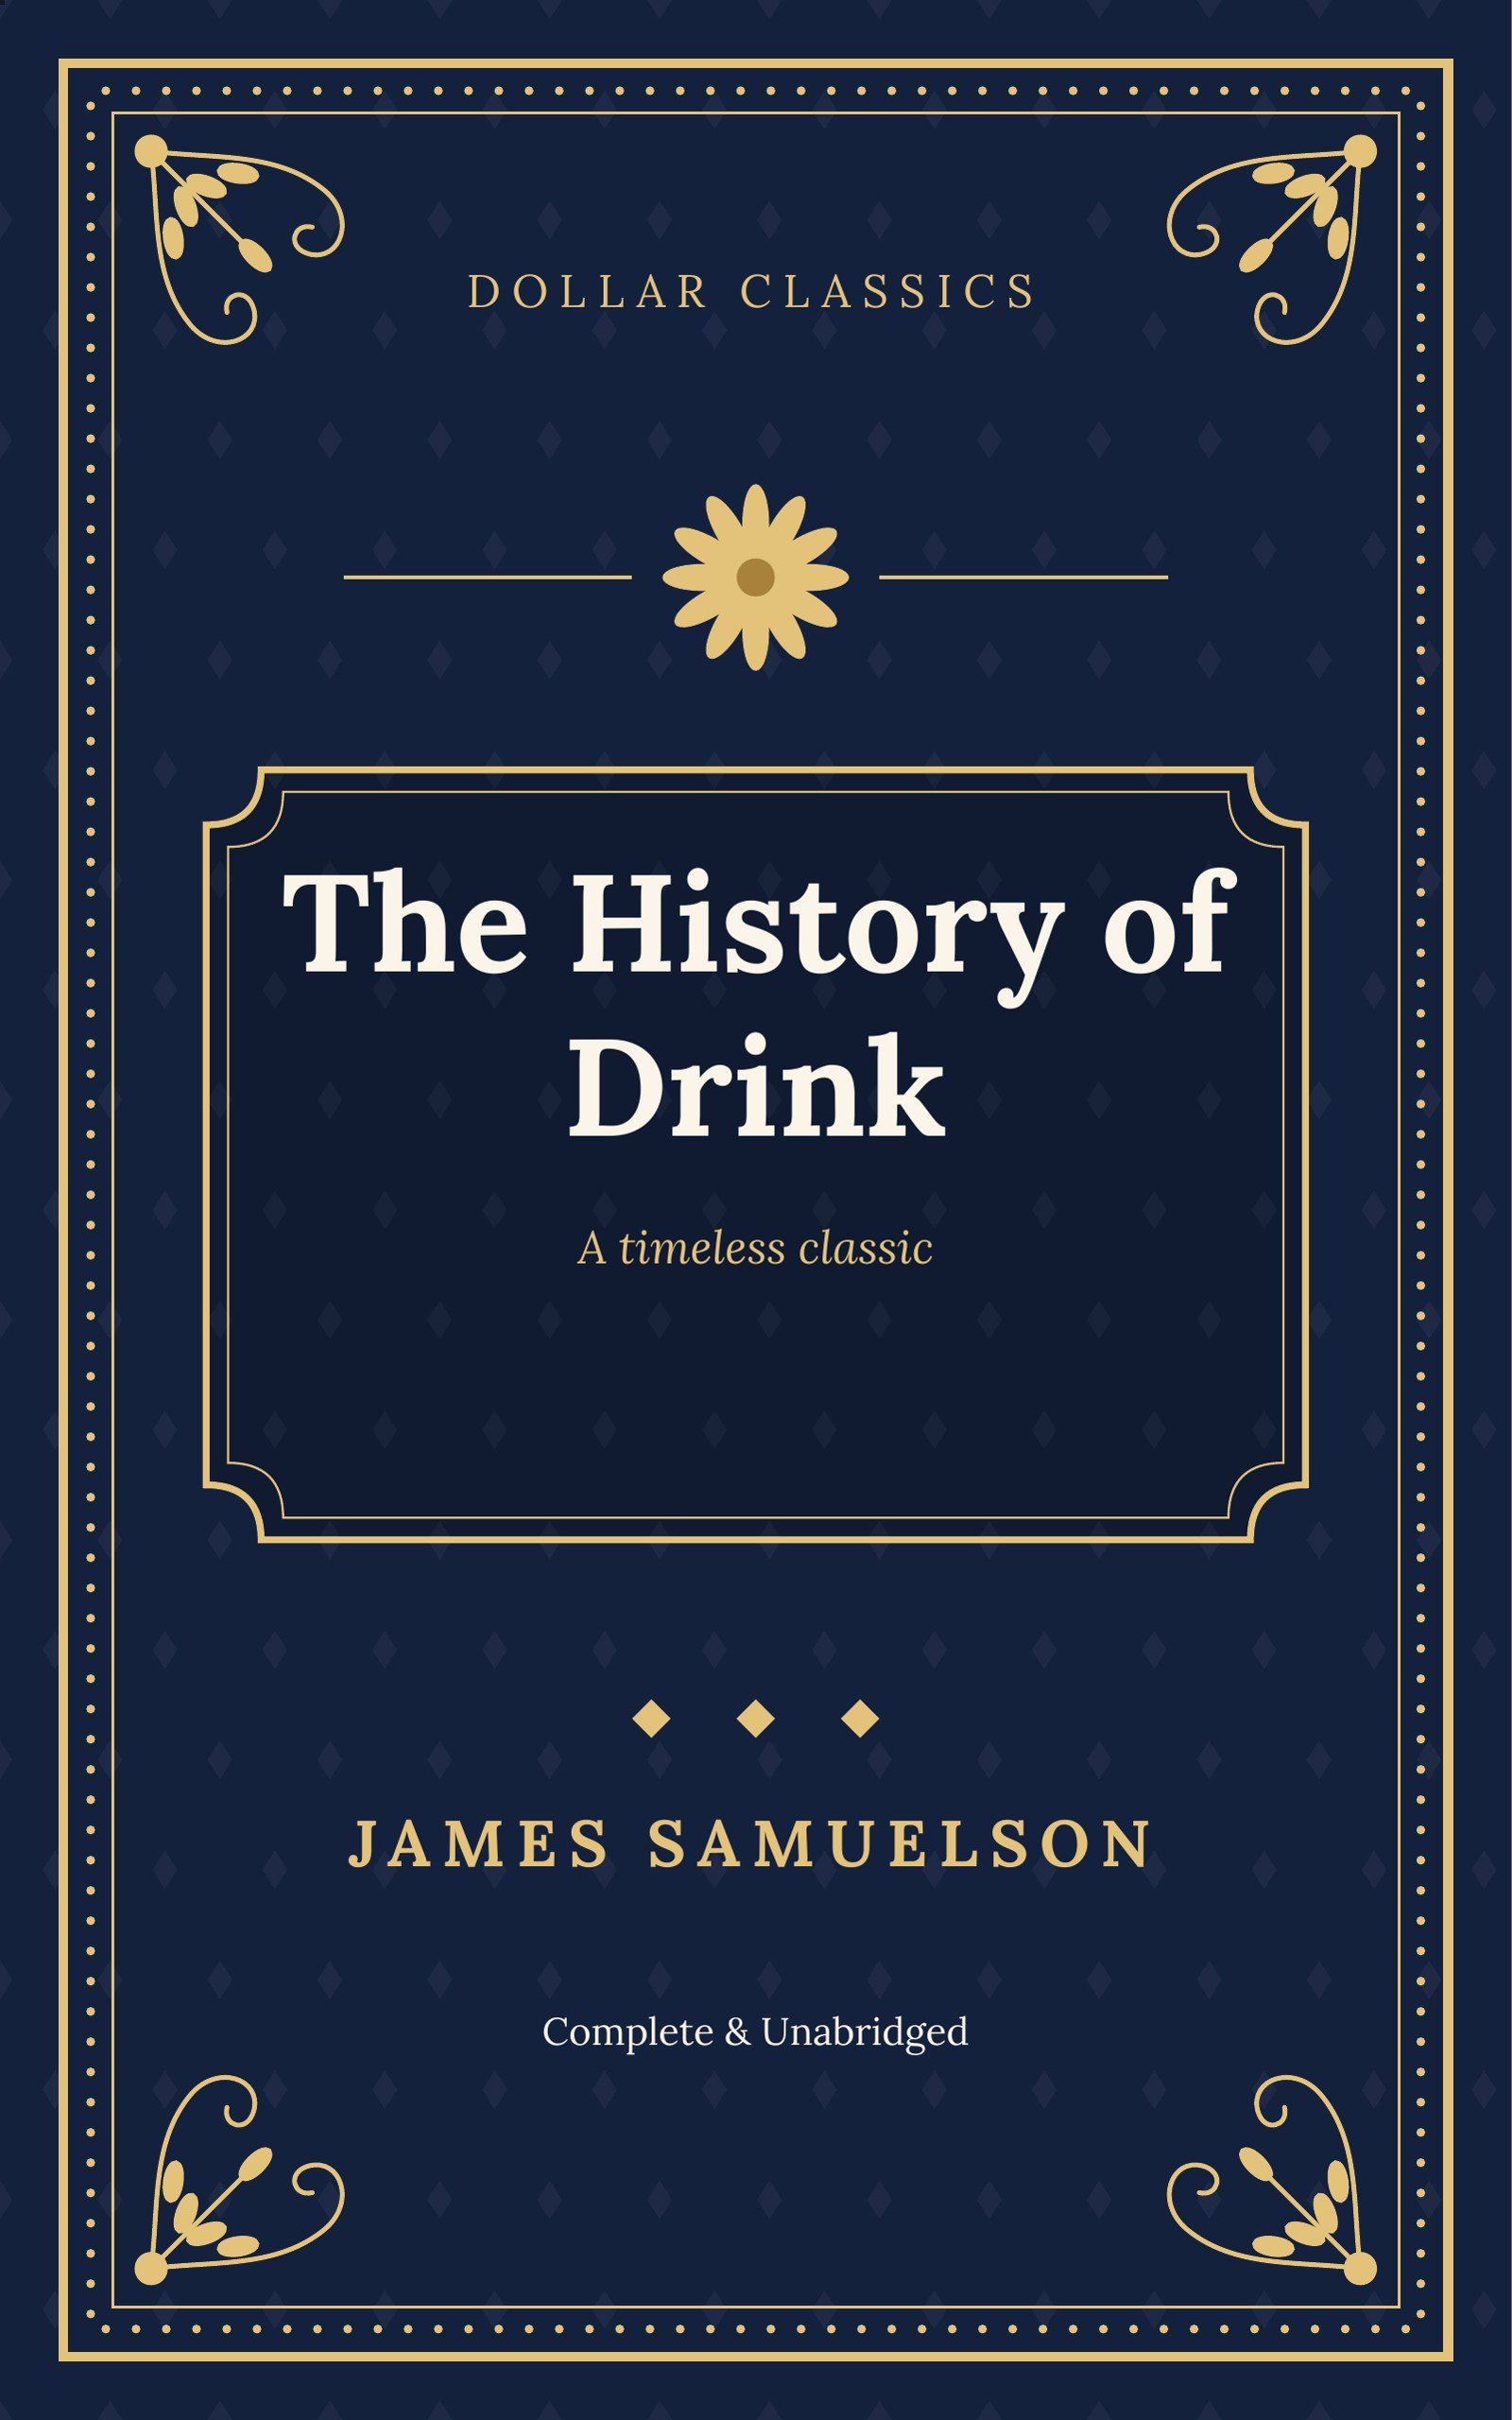 DOLLAR CLASSICS
The History of
Drink
A timeless classic
JAMES SAMUELSON
Complete & Unabridged